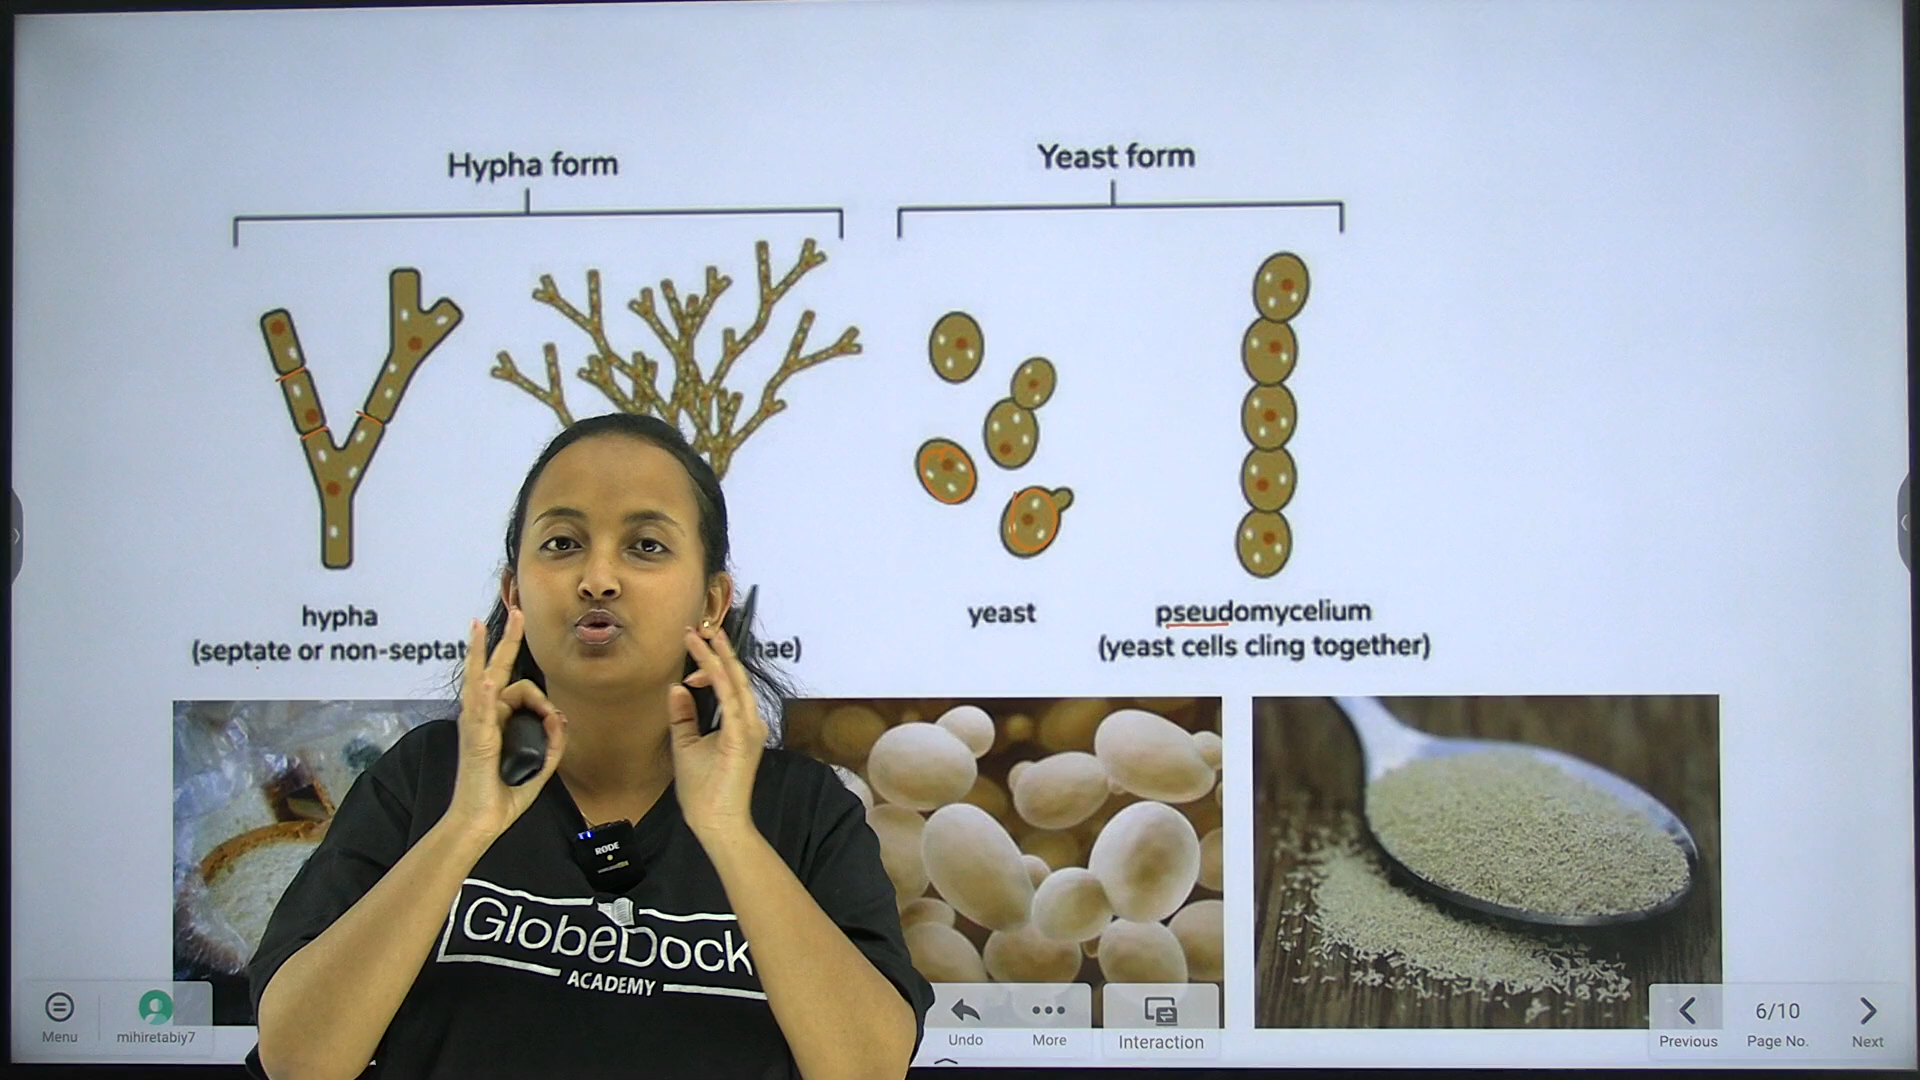 Hypha form
Yeast form
hypha
(septate or non-septat
hae)
yeast
pseudomycelium
(yeast cells cling together)
RØDE
GlobeDock
ACADEMY
Menu
mihiretabiy7
Undo
More
Interaction
Previous
6/10
Page No.
Next